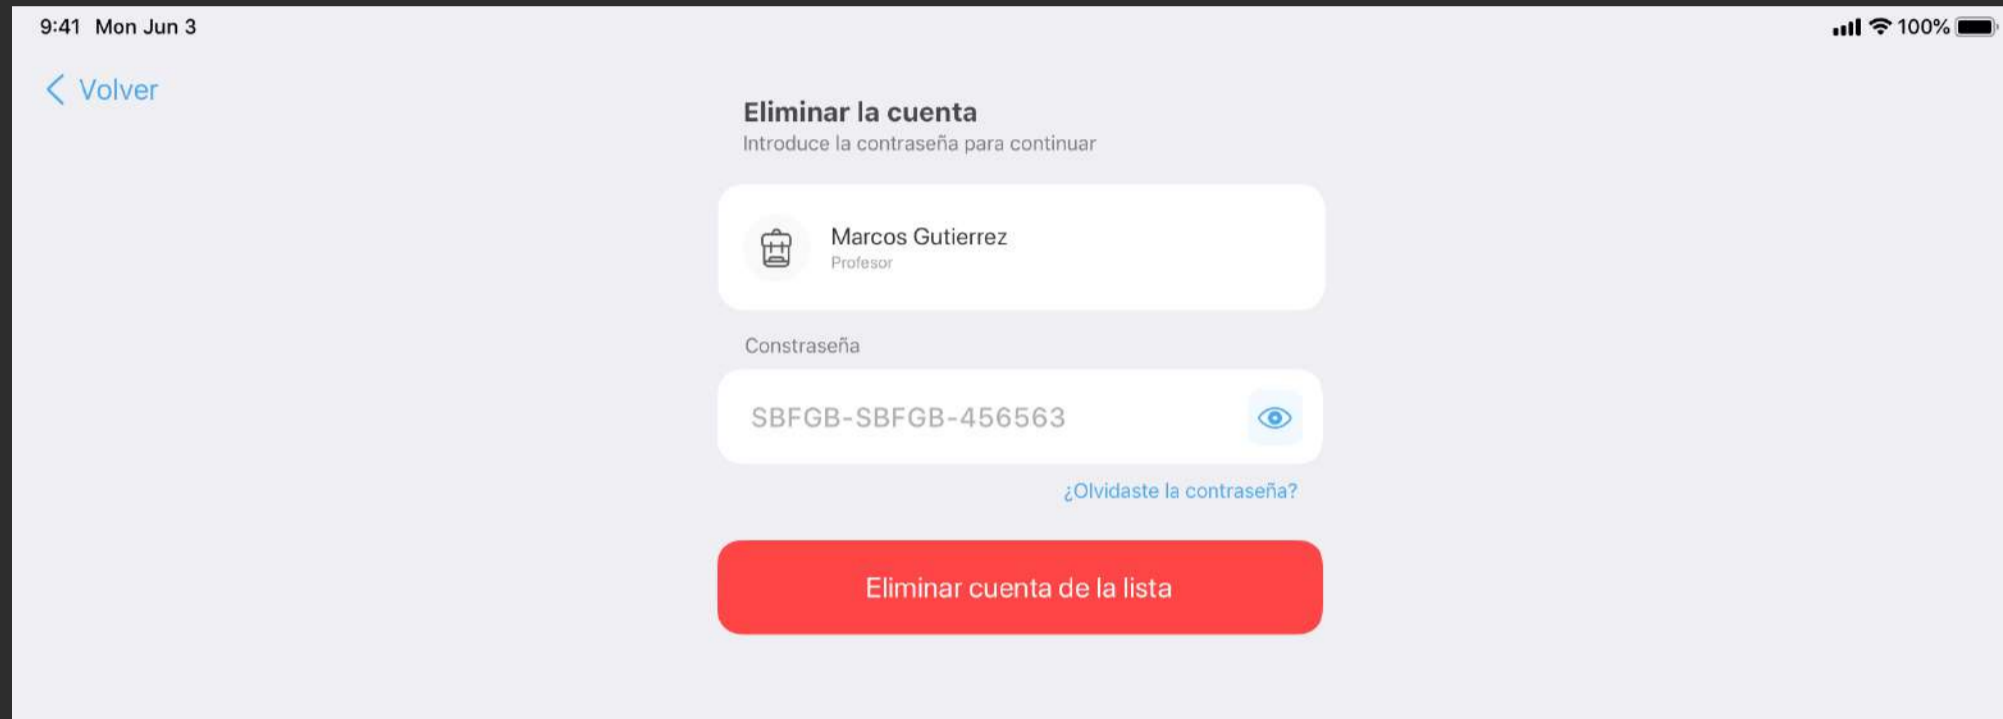 9:41 Mon Jun 3
100%
Volver
Eliminar la cuenta
Introduce la contraseña para continuar
Marcos Gutierrez
Profesor
Constraseña
SBFGB-SBFGB-456563
¿Olvidaste la contraseña?
Eliminar cuenta de la lista